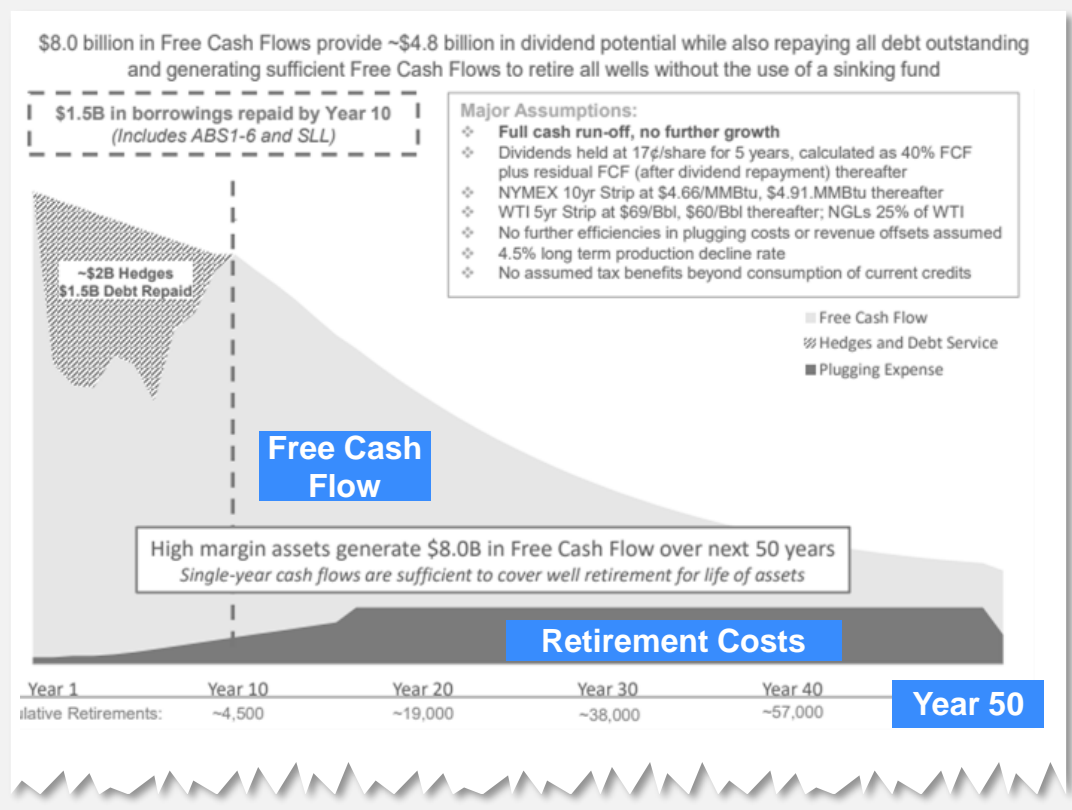 $8.0 billion in Free Cash Flows provide ~$4.8 billion in dividend potential while also repaying all debt outstanding
and generating sufficient Free Cash Flows to retire all wells without the use of a sinking fund
$1.5B in borrowings repaid by Year 10
(Includes ABS1-6 and SLL)
Major Assumptions:
❖ Full cash run-off, no further growth
❖ Dividends held at 17¢/share for 5 years, calculated as 40% FCF
plus residual FCF (after dividend repayment) thereafter
❖ NYMEX 10yr Strip at $4.66/MMBtu, $4.91.MMBtu thereafter
❖ WTI 5yr Strip at $69/Bbl, $60/Bbl thereafter; NGLs 25% of WTI
❖ No further efficiencies in plugging costs or revenue offsets assumed
❖ 4.5% long term production decline rate
❖ No assumed tax benefits beyond consumption of current credits
~$2B Hedges
$1.5B Debt Repaid
Free Cash Flow
Hedges and Debt Service
Plugging Expense
Free Cash
Flow
High margin assets generate $8.0B in Free Cash Flow over next 50 years
Single-year cash flows are sufficient to cover well retirement for life of assets
Retirement Costs
Year 1 Year 10 Year 20 Year 30 Year 40 Year 50
lative Retirements: ~4,500 ~19,000 ~38,000 ~57,000